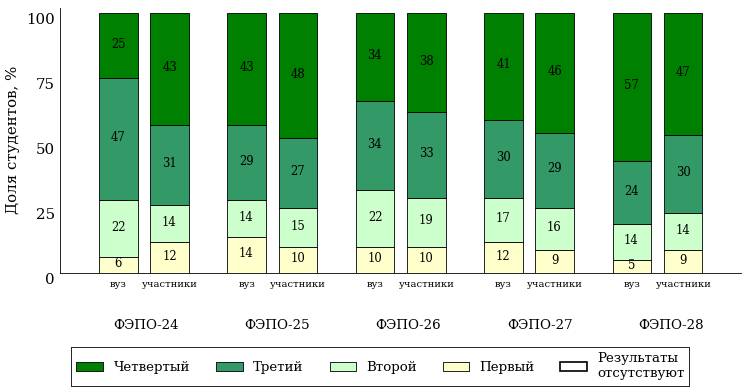 Доля студентов, %
100
75
50
25
0
25 43 43 48 34 38 41 46 57 47
47 31 29 27 34 33 30 29 24 30
22 14 14 15 22 19 17 16 14 14
6 12 14 10 10 10 12 9 5 9
вуз участники вуз участники вуз участники вуз участники вуз участники
ФЭПО-24 ФЭПО-25 ФЭПО-26 ФЭПО-27 ФЭПО-28
Четвертый Третий Второй Первый Результаты
отсутствуют